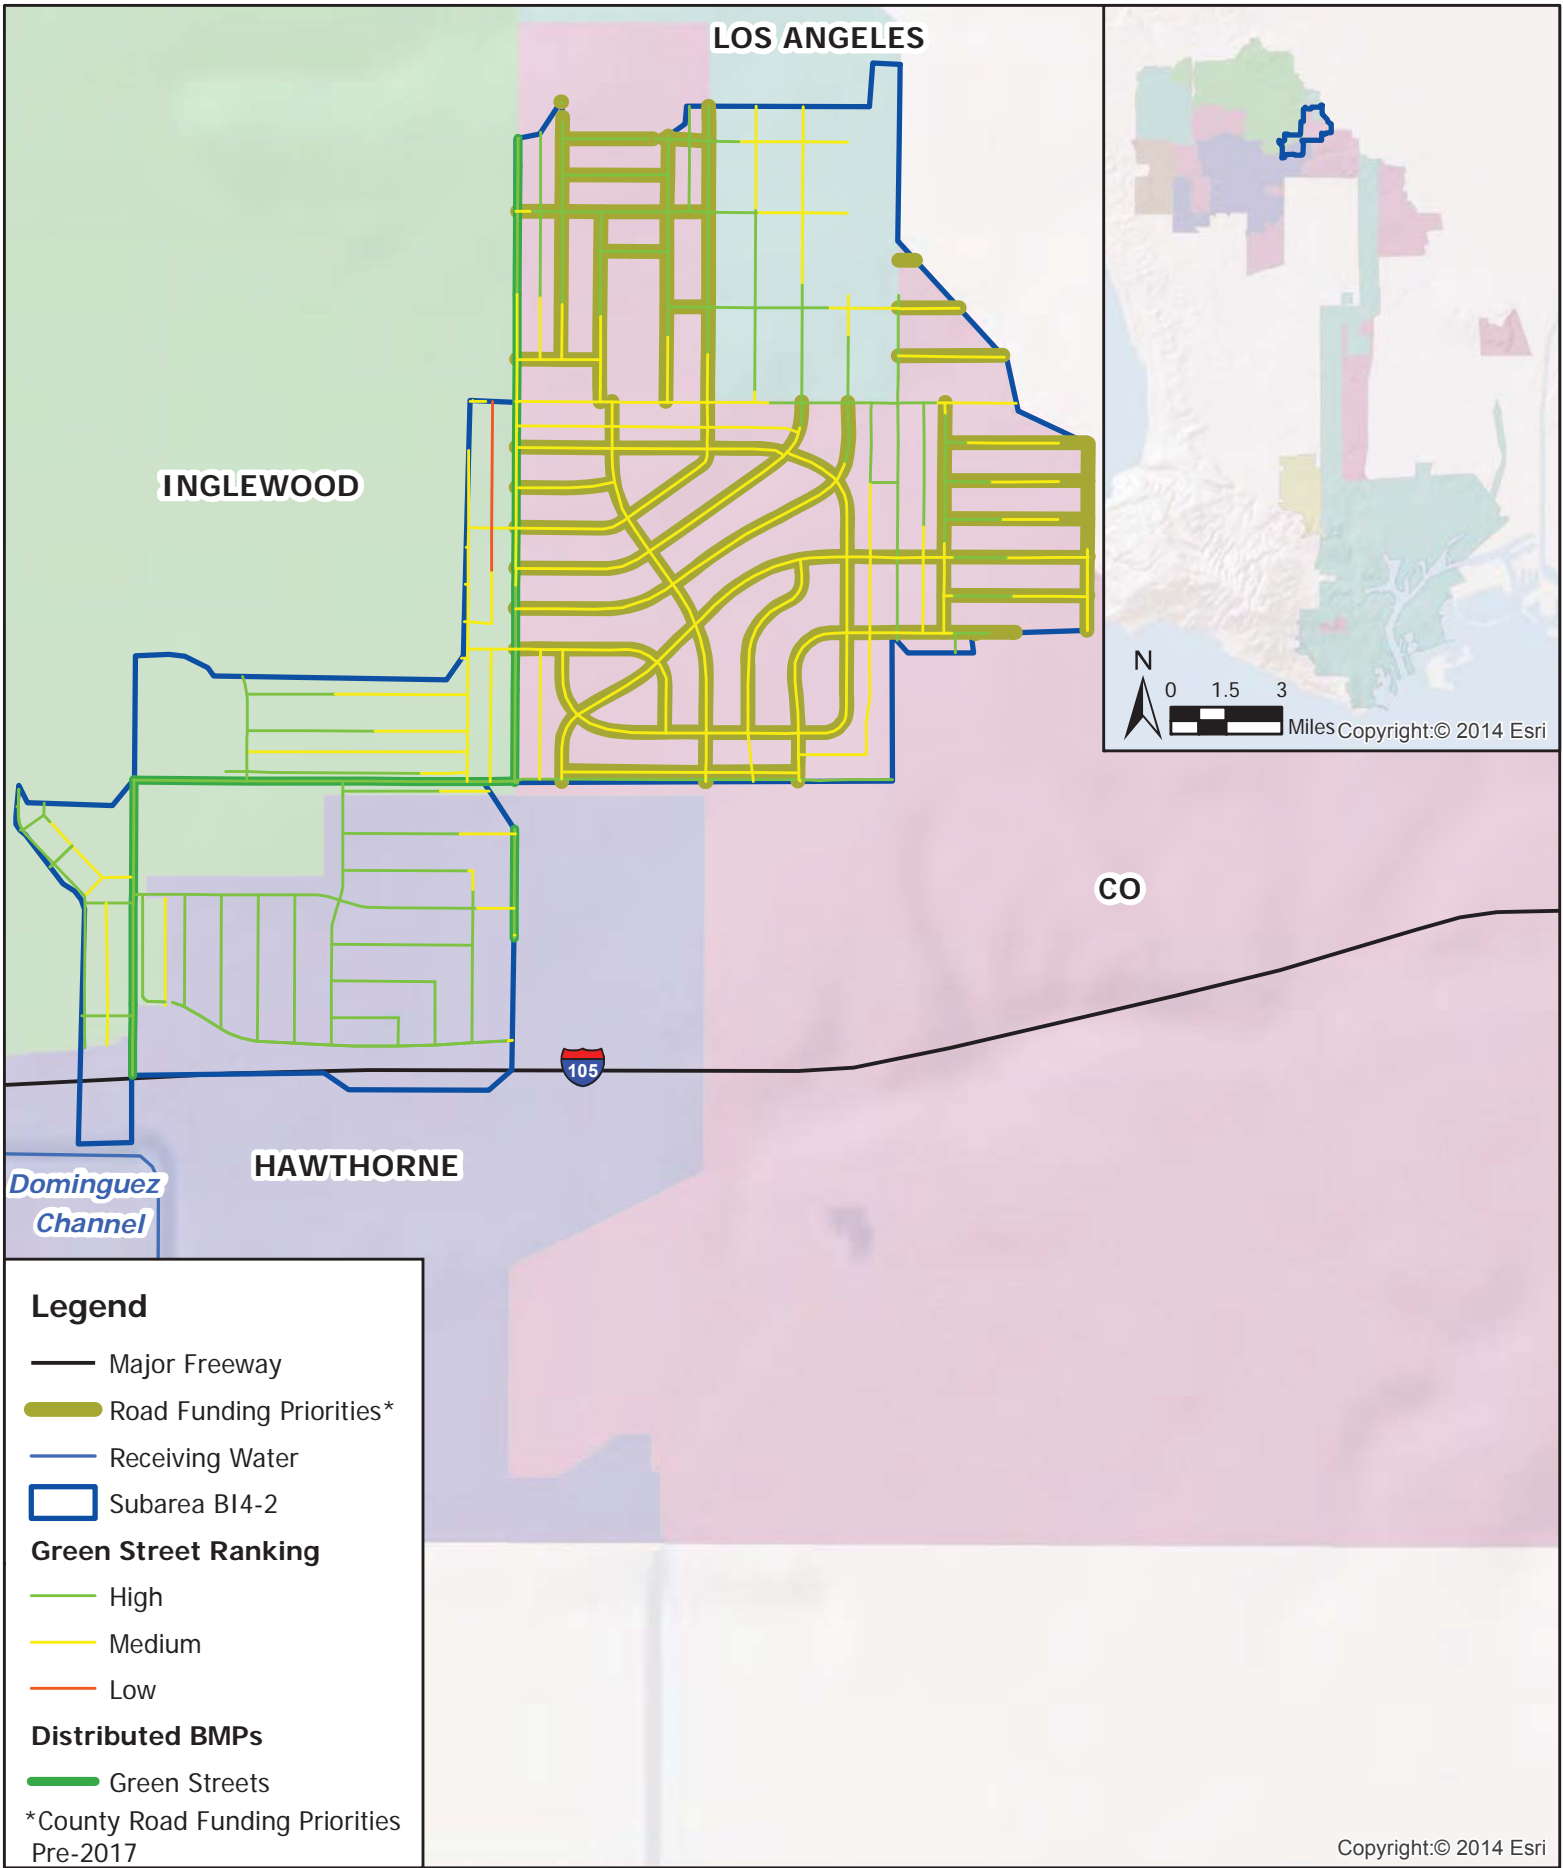 LOS ANGELES
INGLEWOOD
N
0 1.5 3
Miles
Copyright:© 2014 Esri
CO
105
HAWTHORNE
Dominguez
Channel
Legend
Major Freeway
Road Funding Priorities*
Receiving Water
Subarea BI4-2
Green Street Ranking
High
Medium
Low
Distributed BMPs
Green Streets
*County Road Funding Priorities
Pre-2017
Copyright:© 2014 Esri